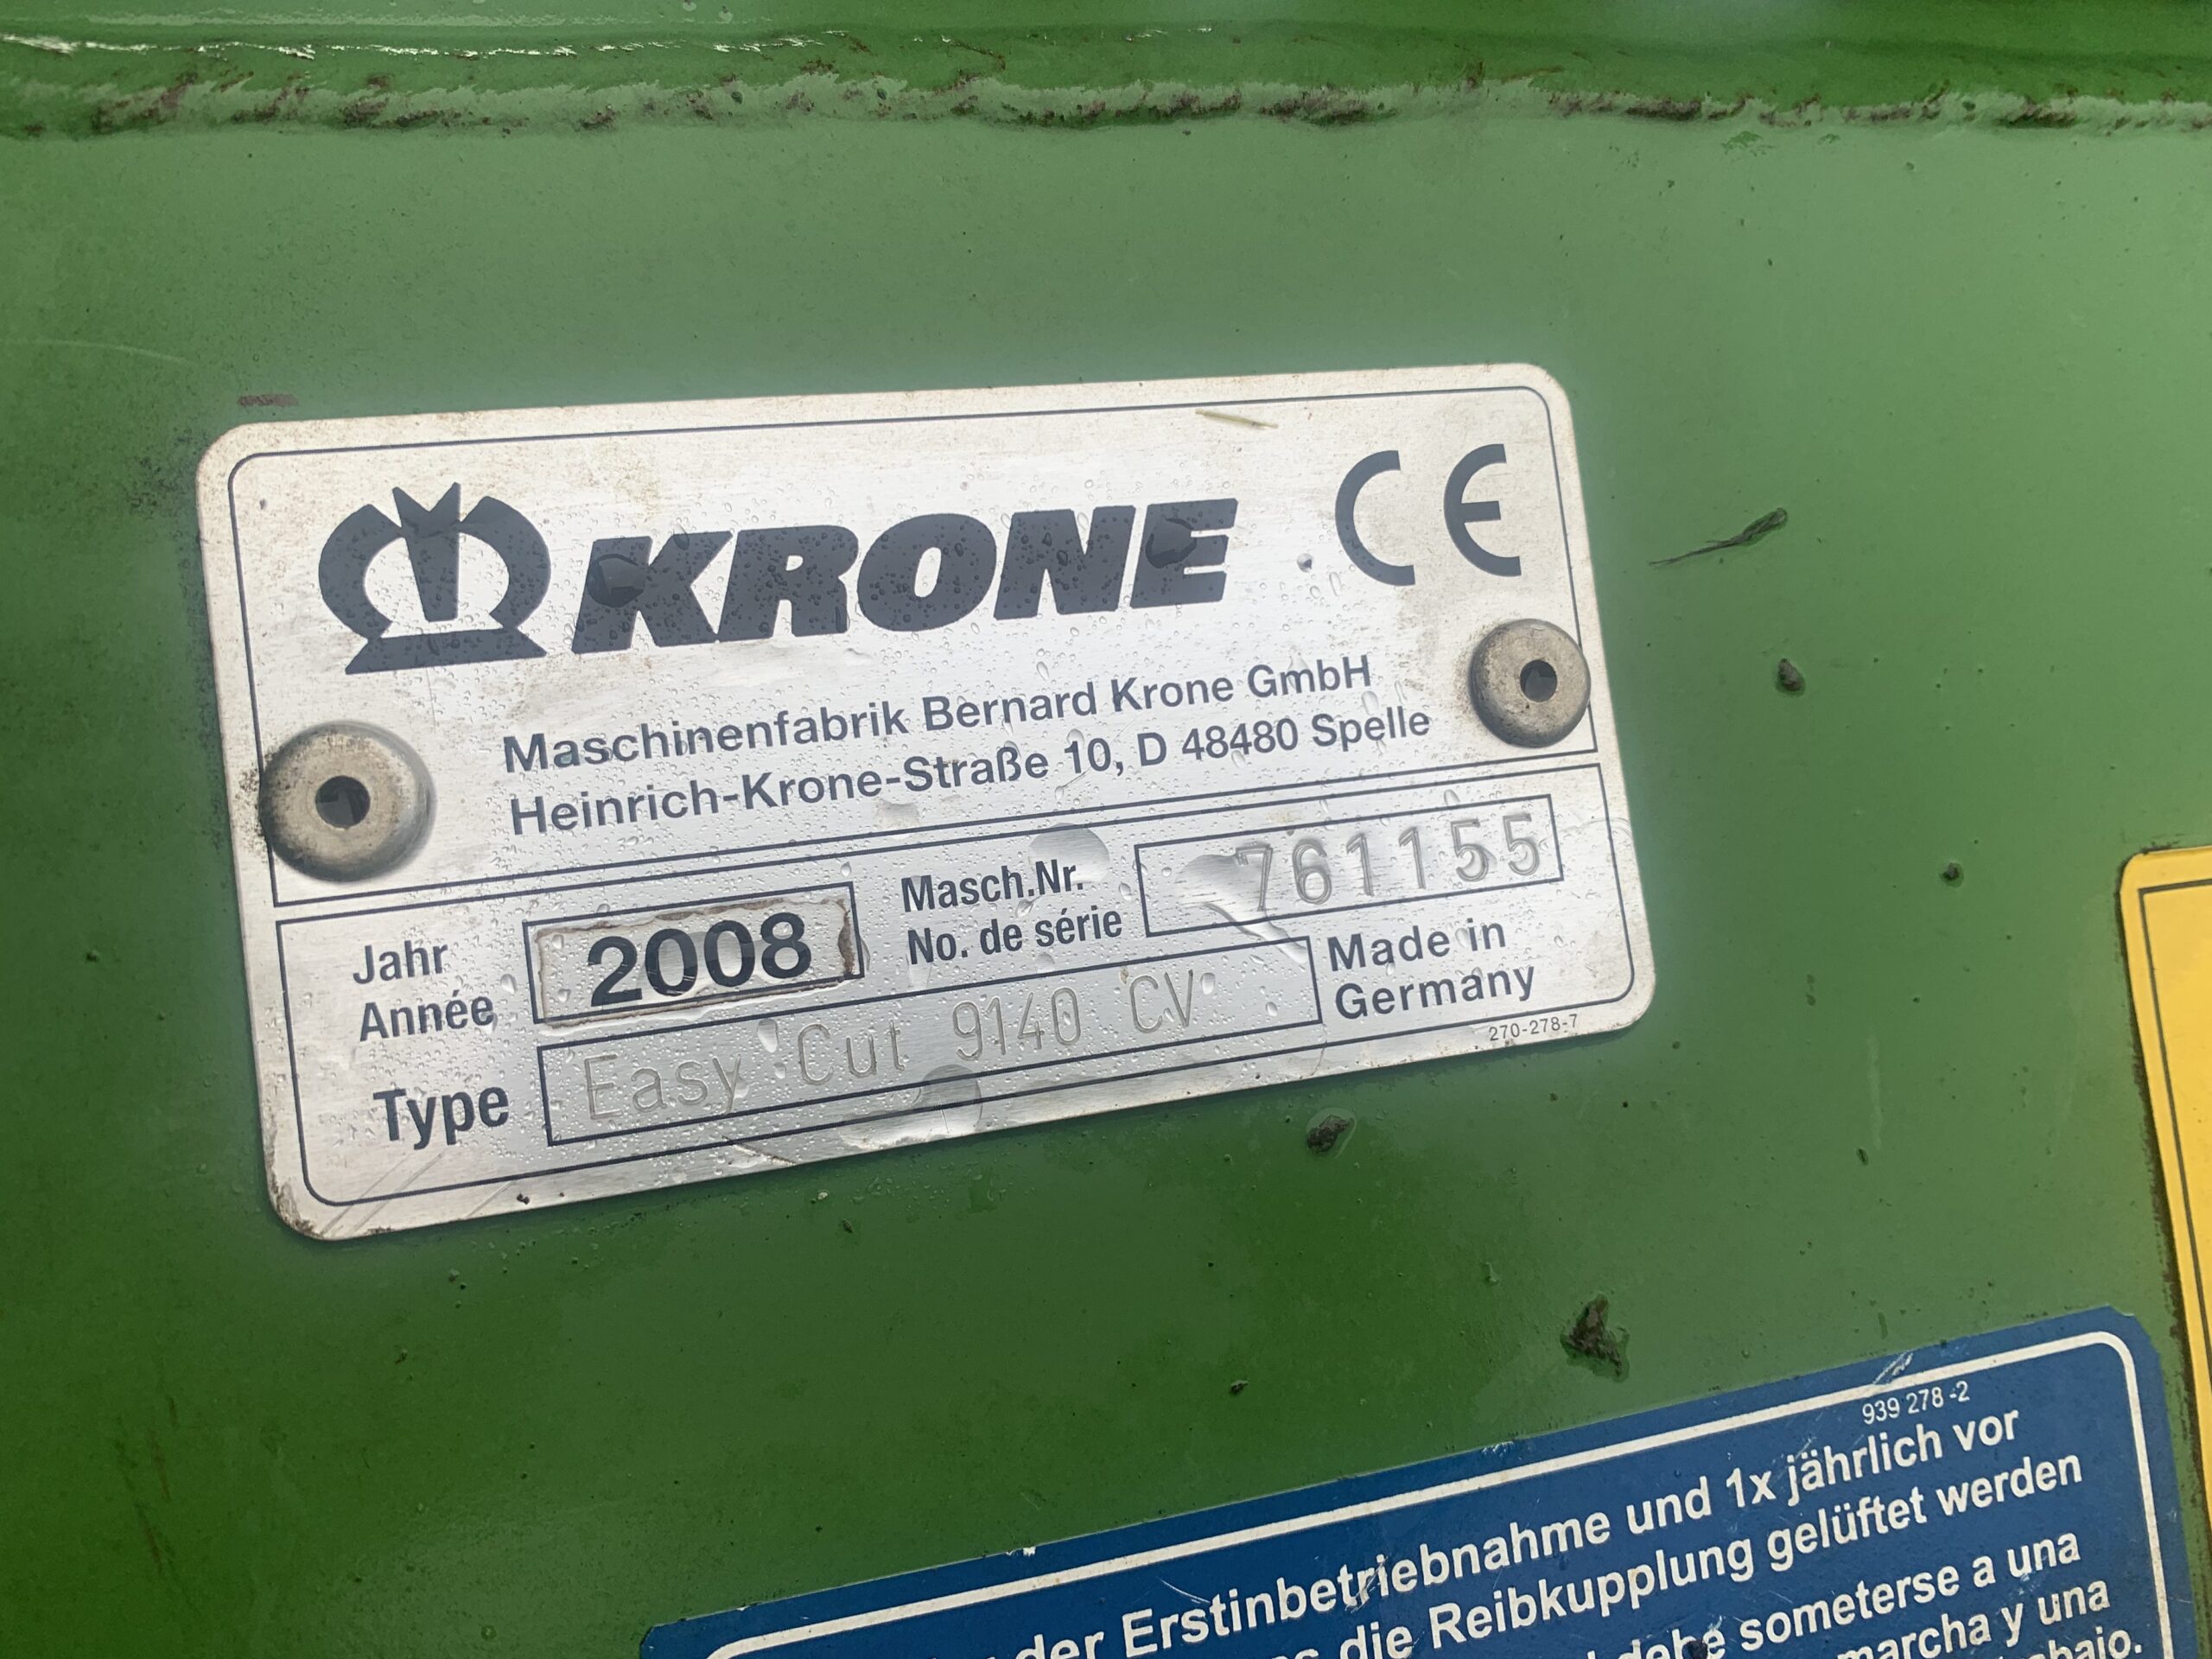 KRONE CE
Maschinenfabrik Bernard Krone GmbH
Heinrich-Krone-Straße 10, D 48480 Spelle
Jahr
Année
2008
Masch.Nr.
No. de série
761155
Type
Easy Cut 9140 CV
Made in
Germany
270-278-7
939 278 -2
der Erstinbetriebnahme und 1x jährlich vor
die Reibkupplung gelüftet werden
debe someterse a una
marcha y una